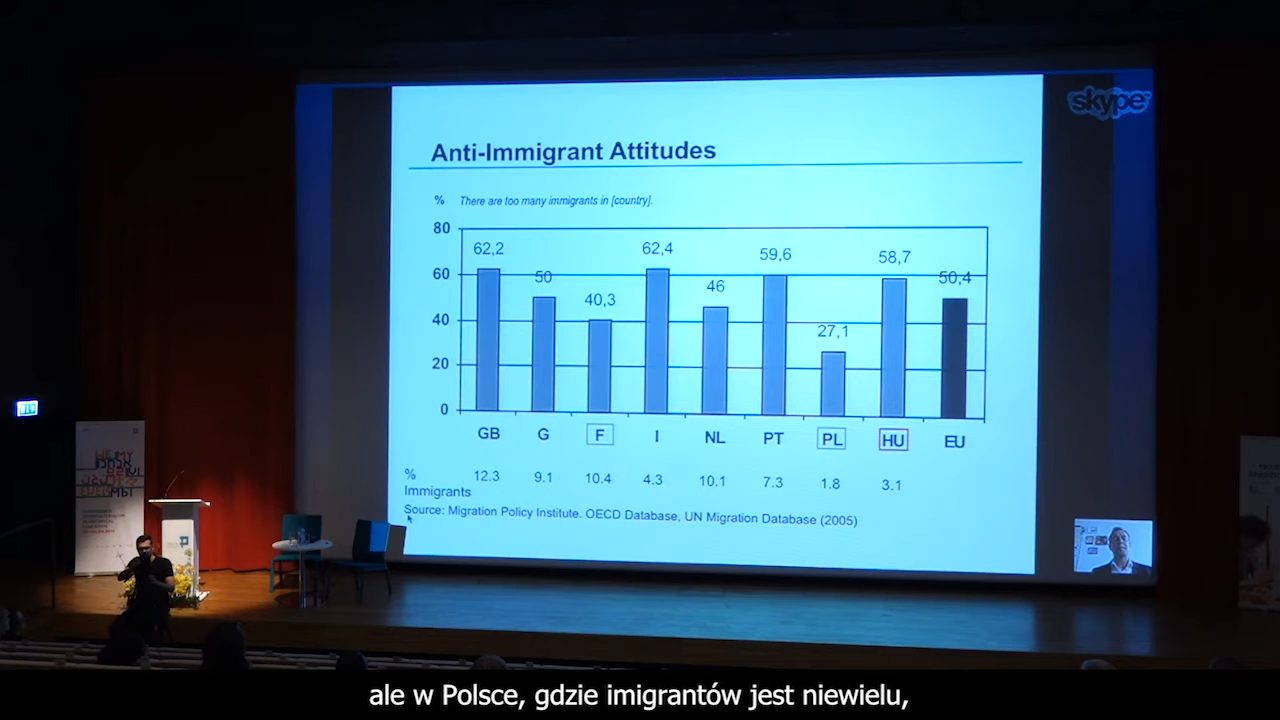 skype
Anti-Immigrant Attitudes
% There are too many immigrants in [country].
80
60
40
20
0
62,2 50 40,3 62,4 46 59,6 27,1 58,7 50,4
GB G F I NL PT PL HU EU
% 12.3 9.1 10.4 4.3 10.1 7.3 1.8 3.1
Immigrants
Source: Migration Policy Institute. OECD Database, UN Migration Database (2005)
ale w Polsce, gdzie imigrantów jest niewielu,